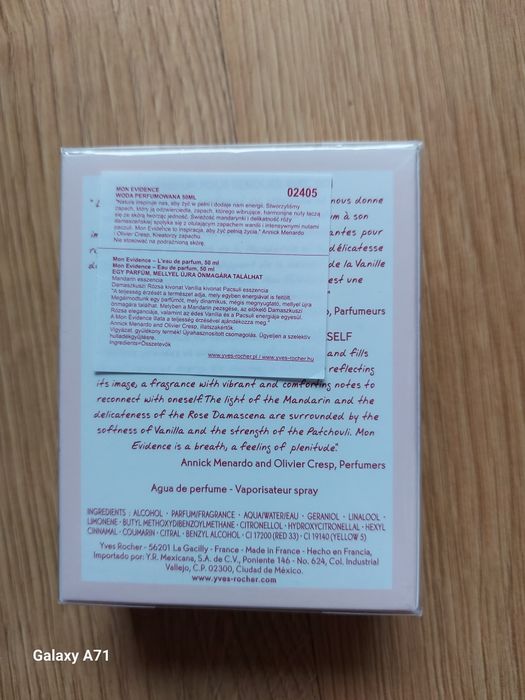 MON EVIDENCE
WODA PERFUMOWANA 50ML
02405
"Natura inspiruje nas, aby żyć w pełni i dodaje nam energii. Stworzyliśmy
zapach, który ją odzwierciedla, zapach, którego wibrujące, harmonijne nuty łączą
się ze skórą tworząc jedność. Świeżość mandarynki i delikatność róży
damasceńskiej spotyka się z otulającym zapachem wanilii i intensywnymi nutami
paczuli. Mon Evidence to inspiracja, aby żyć pełnią życia." Annick Menardo
i Olivier Cresp, Kreatorzy zapachu.
Nie stosować na podrażnioną skórę.
Mon Evidence – L'eau de parfum, 50 ml
Mon Evidence – Eau de parfum, 50 ml
EGY PARFÜM, MELLYEL ÚJRA ÖNMAGÁRA TALÁLHAT
Mandarin esszencia
Damaszkuszi Rózsa kivonat Vanília kivonat Pacsuli esszencia
"A teljesség érzését a természet adja, mely egyben energiával is feltölt.
Megálmodtunk egy parfümöt, mely dinamikus, mégis megnyugtató, mellyel újra
önmagára találhat. Melyben a Mandarin pezsgése, az előkelő Damaszkuszi
Rózsa eleganciája, valamint az édes Vanília és a Pacsuli energiája egyesül.
A Mon Evidence illata a teljesség érzésével ajándékozza meg."
Annick Menardo and Olivier Cresp, illatszakértők
Vigyázat, gyúlékony termék! Újrahasznosított csomagolás. Ügyeljen a szelektív
hulladékgyűjtésre.
Ingredients=Összetevők
www.yves-rocher.pl / www.yves-rocher.hu
nous donne
à son
antes pour
délicatesse
de la Vanille
est une
Parfumeurs
SELF
and fills
reflecting
its image, a fragrance with vibrant and comforting notes to
reconnect with oneself. The light of the Mandarin and the
delicateness of the Rose Damascena are surrounded by the
softness of Vanilla and the strength of the Patchouli. Mon
Evidence is a breath, a feeling of plenitude."
Annick Menardo and Olivier Cresp, Perfumers
Agua de perfume - Vaporisateur spray
INGREDIENTS : ALCOHOL · PARFUM/FRAGRANCE · AQUA/WATER/EAU · GERANIOL · LINALOOL ·
LIMONENE · BUTYL METHOXYDIBENZOYLMETHANE · CITRONELLOL · HYDROXYCITRONELLAL · HEXYL
CINNAMAL · COUMARIN · CITRAL · BENZYL ALCOHOL · CI 17200 (RED 33) · CI 19140 (YELLOW 5)
Yves Rocher - 56201 La Gacilly - France - Made in France - Hecho en Francia,
Importado por: Y.R. Mexicana, S.A. de C.V., Poniente 146 - No. 624, Col. Industrial
Vallejo, C.P. 02300, Ciudad de México.
www.yves-rocher.com
Galaxy A71